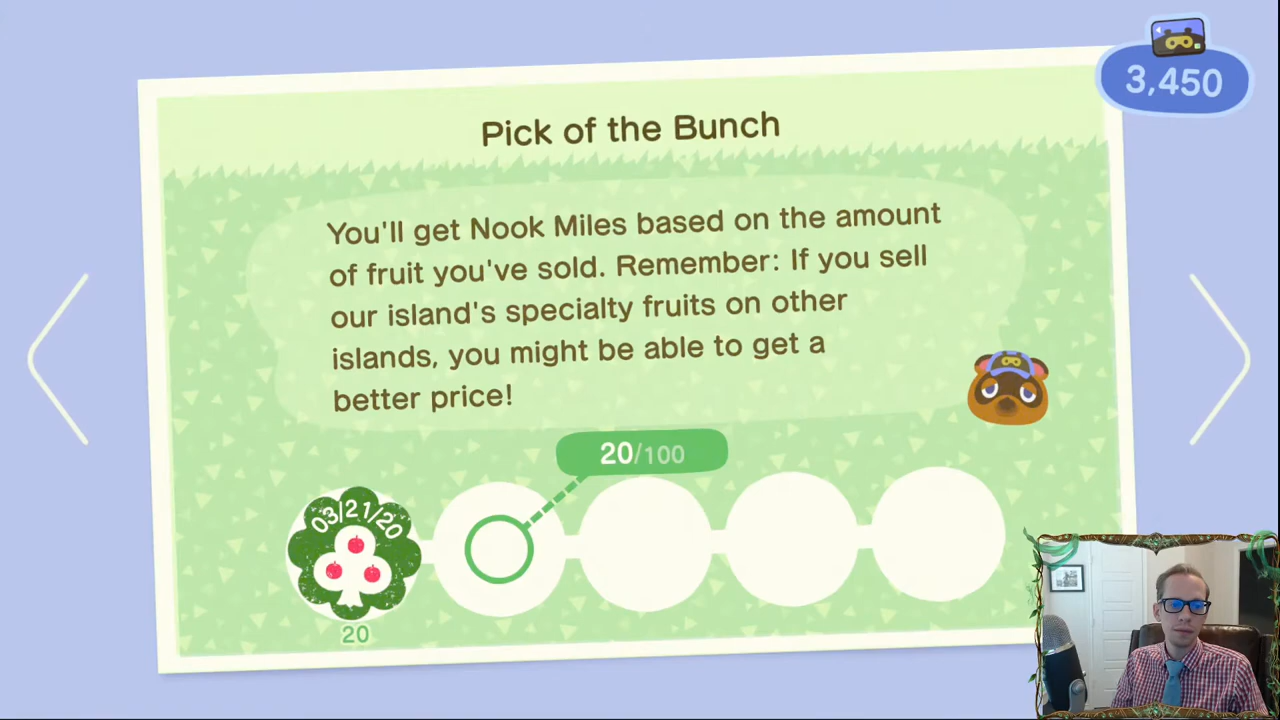 3,450
Pick of the Bunch
You'll get Nook Miles based on the amount
of fruit you've sold. Remember: If you sell
our island's specialty fruits on other
islands, you might be able to get a
better price!
20/100
03/21/20
20